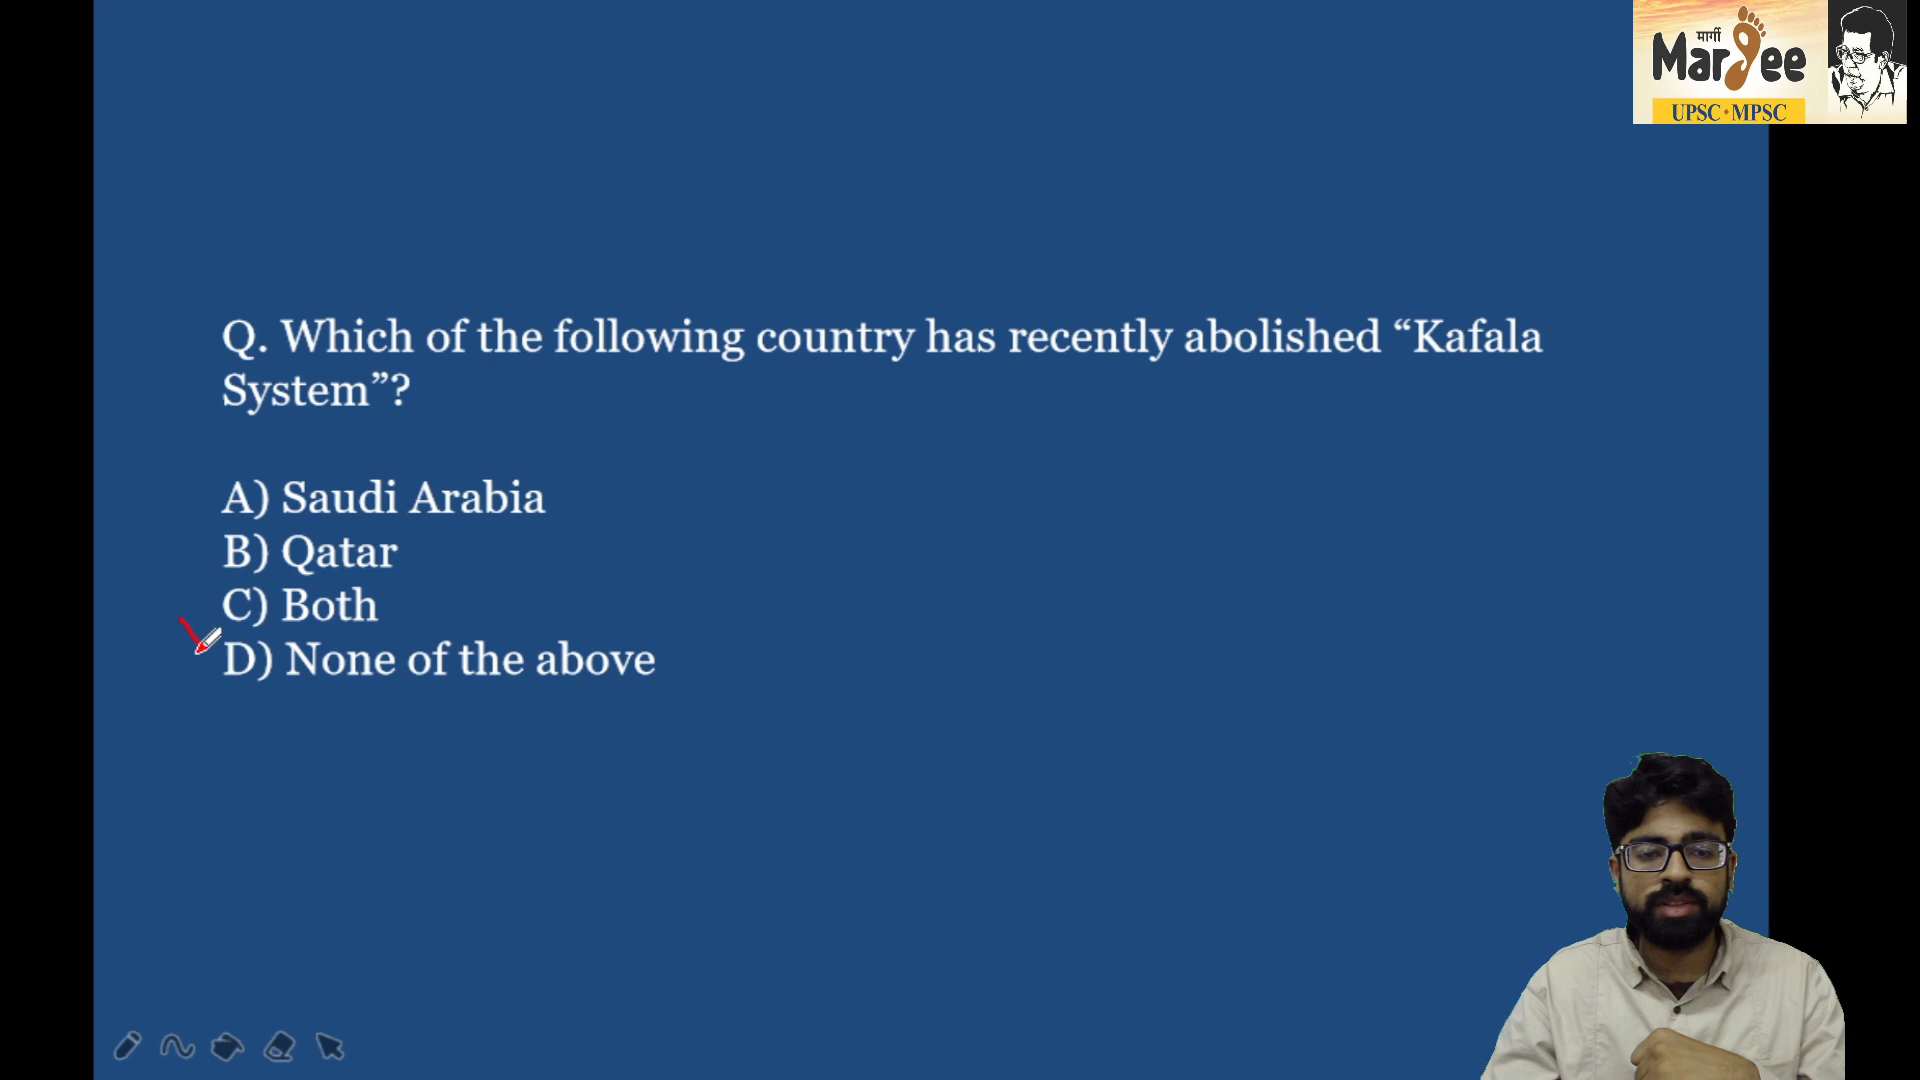 मार्गी
Margee
UPSC • MPSC
Q. Which of the following country has recently abolished “Kafala
System”?
A) Saudi Arabia
B) Qatar
C) Both
D) None of the above